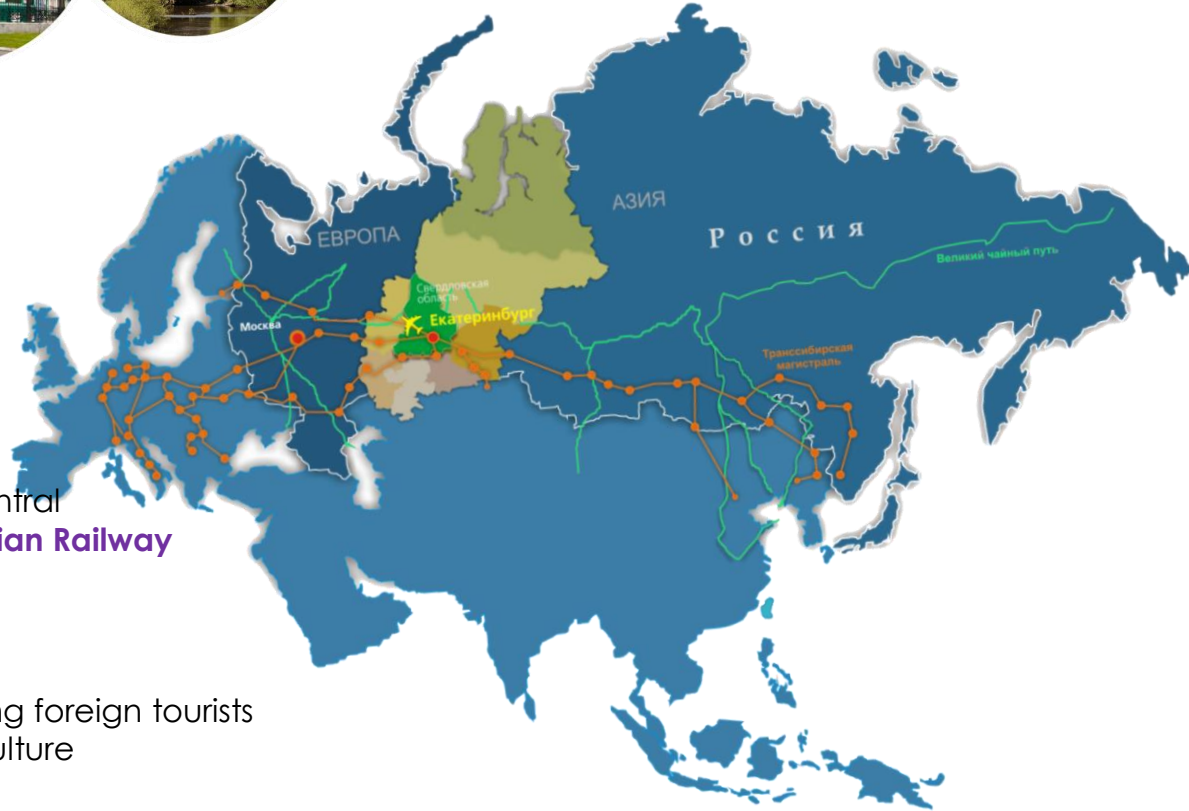 АЗИЯ
Россия
ЕВРОПА
Великий чайный путь
Свердловская
область
Екатеринбург
Москва
Транссибирская
магистраль
ntral
ian Railway
ng foreign tourists
ulture